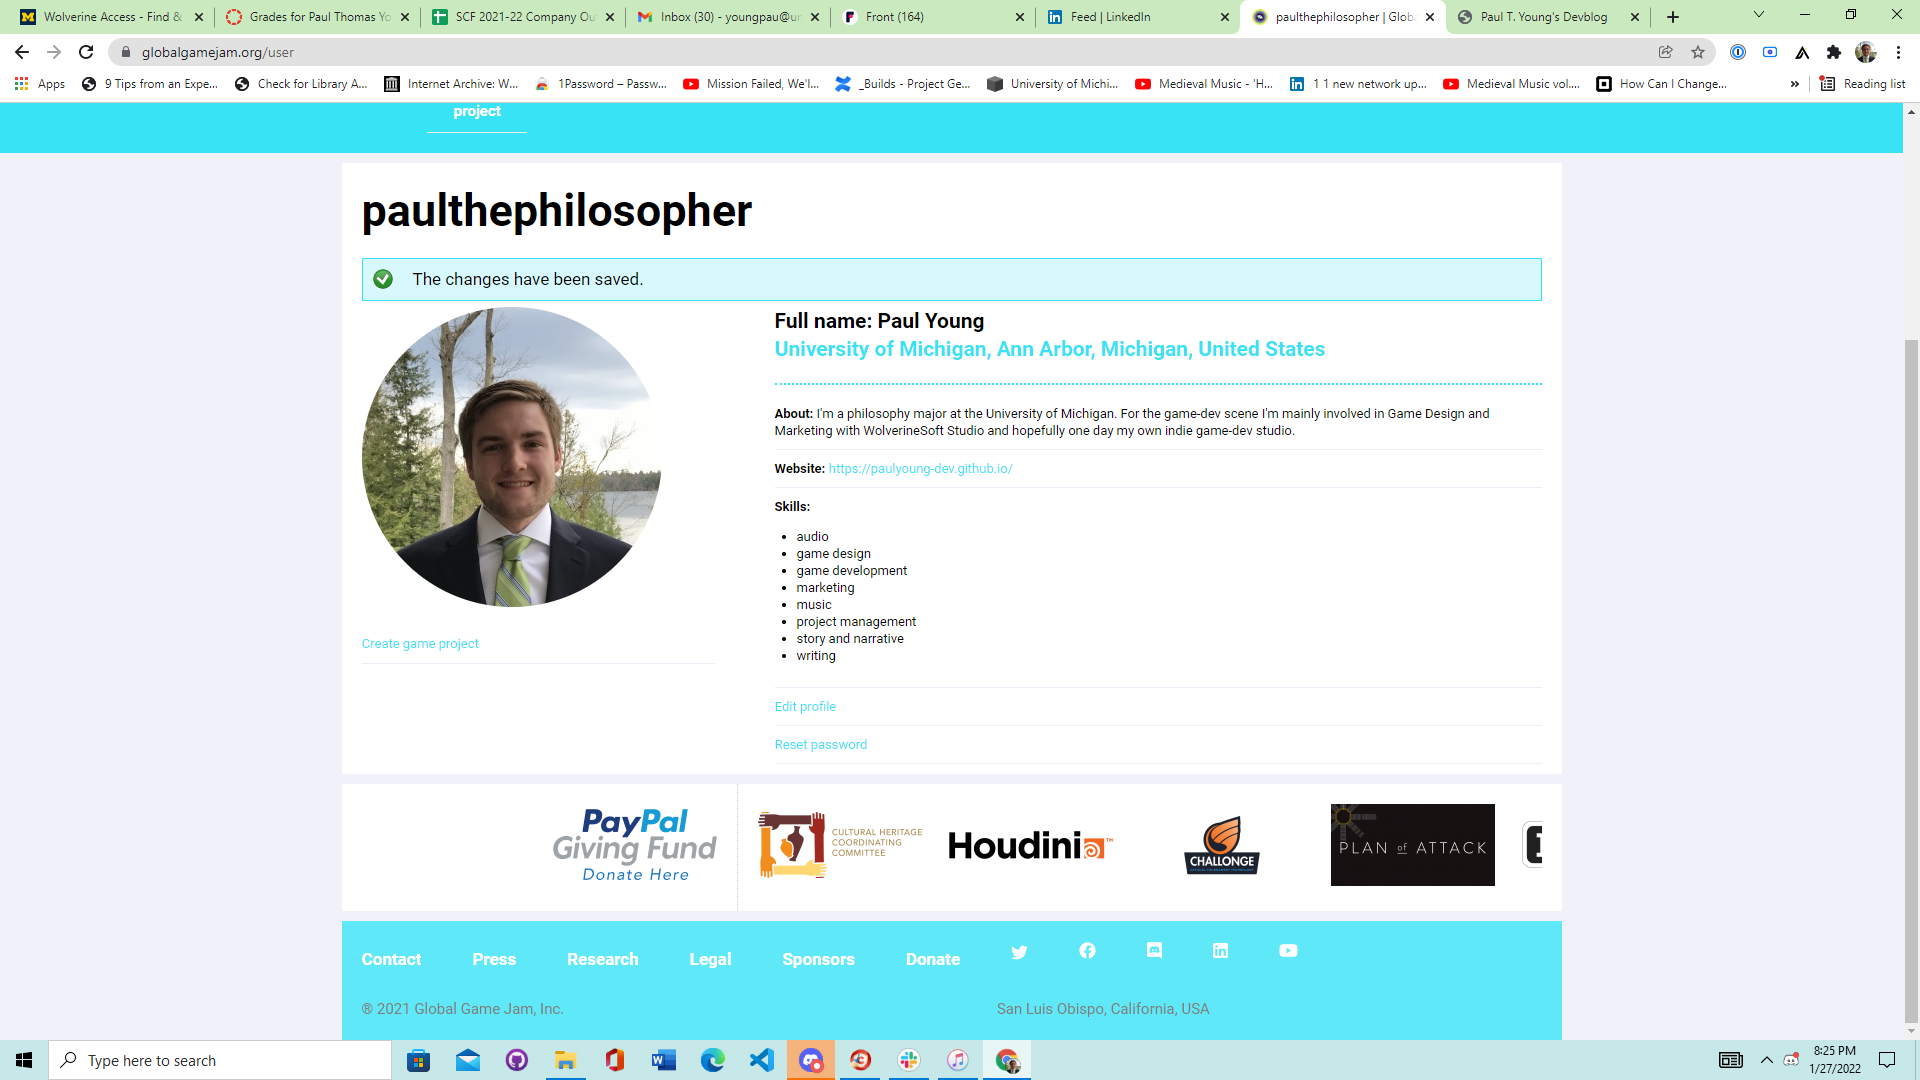 Wolverine Access - Find &
Grades for Paul Thomas Yo
SCF 2021-22 Company Ou
Inbox (30) - youngpau@u
Front (164)
Feed | LinkedIn
paulthephilosopher | Globa
Paul T. Young's Devblog
globalgamejam.org/user
Apps
9 Tips from an Expe...
Check for Library A...
Internet Archive: W...
1Password – Passw...
Mission Failed, We'l...
_Builds - Project Ge...
University of Michi...
Medieval Music - 'H...
1 1 new network up...
Medieval Music vol....
How Can I Change...
»
Reading list
project
paulthephilosopher
The changes have been saved.
Full name: Paul Young
University of Michigan, Ann Arbor, Michigan, United States
About: I'm a philosophy major at the University of Michigan. For the game-dev scene I'm mainly involved in Game Design and
Marketing with WolverineSoft Studio and hopefully one day my own indie game-dev studio.
Website: https://paulyoung-dev.github.io/
Skills:
audio
game design
game development
marketing
music
project management
story and narrative
writing
Create game project
Edit profile
Reset password
PayPal
Giving Fund
Donate Here
CULTURAL HERITAGE
COORDINATING
COMMITTEE
Houdini™
CHALLONGE
PLAN of ATTACK
Contact
Press
Research
Legal
Sponsors
Donate
® 2021 Global Game Jam, Inc.
San Luis Obispo, California, USA
Type here to search
8:25 PM
1/27/2022